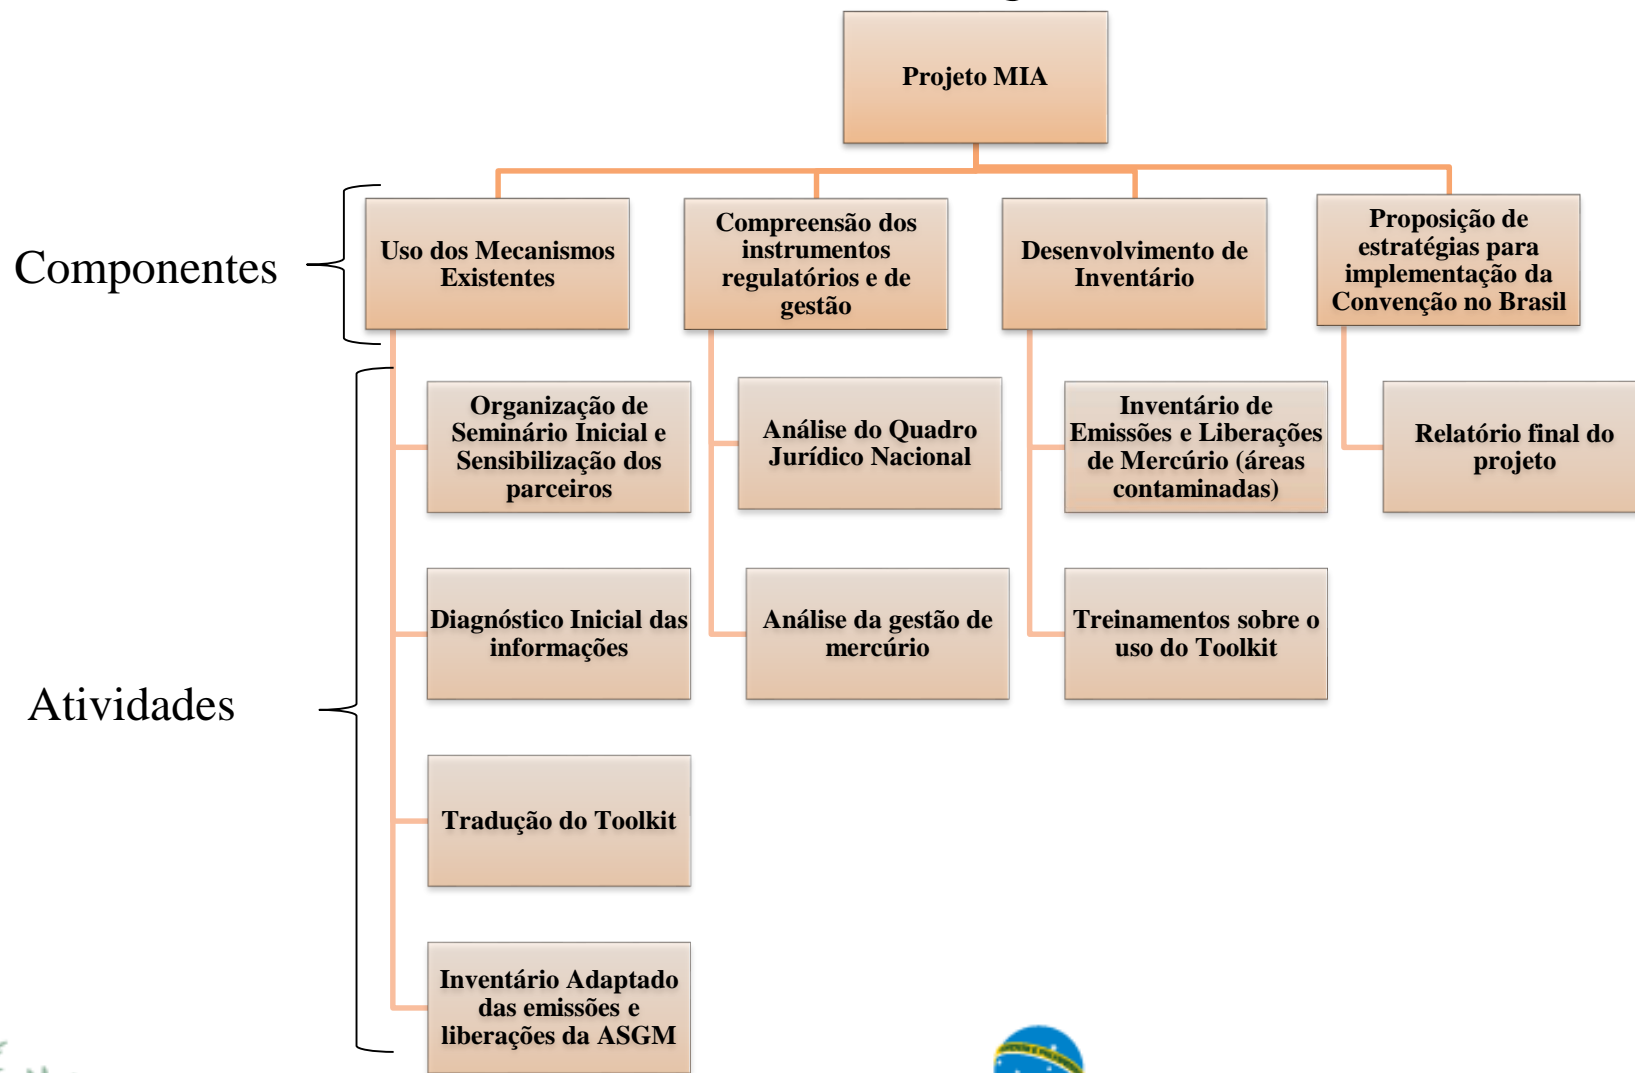 Projeto MIA
Componentes
Uso dos Mecanismos
Existentes
Compreensão dos
instrumentos
regulatórios e de
gestão
Desenvolvimento de
Inventário
Proposição de
estratégias para
implementação da
Convenção no Brasil
Atividades
Organização de
Seminário Inicial e
Sensibilização dos
parceiros
Análise do Quadro
Jurídico Nacional
Inventário de
Emissões e Liberações
de Mercúrio (áreas
contaminadas)
Relatório final do
projeto
Diagnóstico Inicial das
informações
Análise da gestão de
mercúrio
Treinamentos sobre o
uso do Toolkit
Tradução do Toolkit
Inventário Adaptado
das emissões e
liberações da ASGM